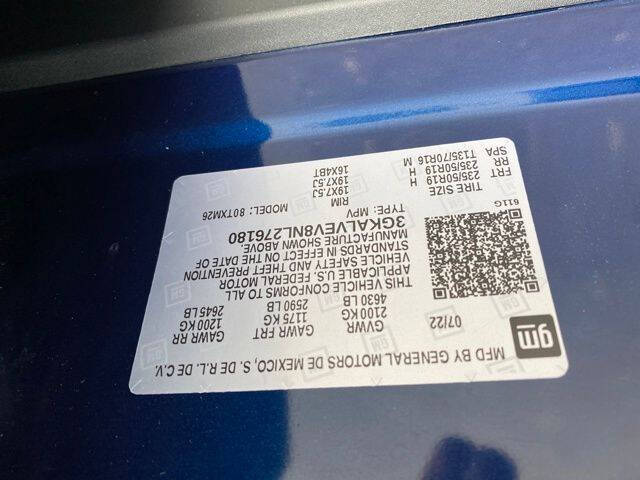 gm
MFD BY GENERAL MOTORS DE MEXICO, S. DE R.L. DE C.V.
07/22 GVWR GAWR FRT GAWR RR
2100 KG 1175 KG 1200 KG
4630 LB 2590 LB 2645 LB
THIS VEHICLE CONFORMS TO ALL
APPLICABLE U.S. FEDERAL MOTOR
VEHICLE SAFETY AND THEFT PREVENTION
STANDARDS IN EFFECT ON THE DATE OF
MANUFACTURE SHOWN ABOVE.
3GKALVEV8NL276180
TYPE: MPV MODEL: 80TXM26
611G
TIRE SIZE RIM
FRT 235/50R19 H 19X7.5J
RR 235/50R19 H 19X7.5J
SPA T135/70R16 M 16X4BT